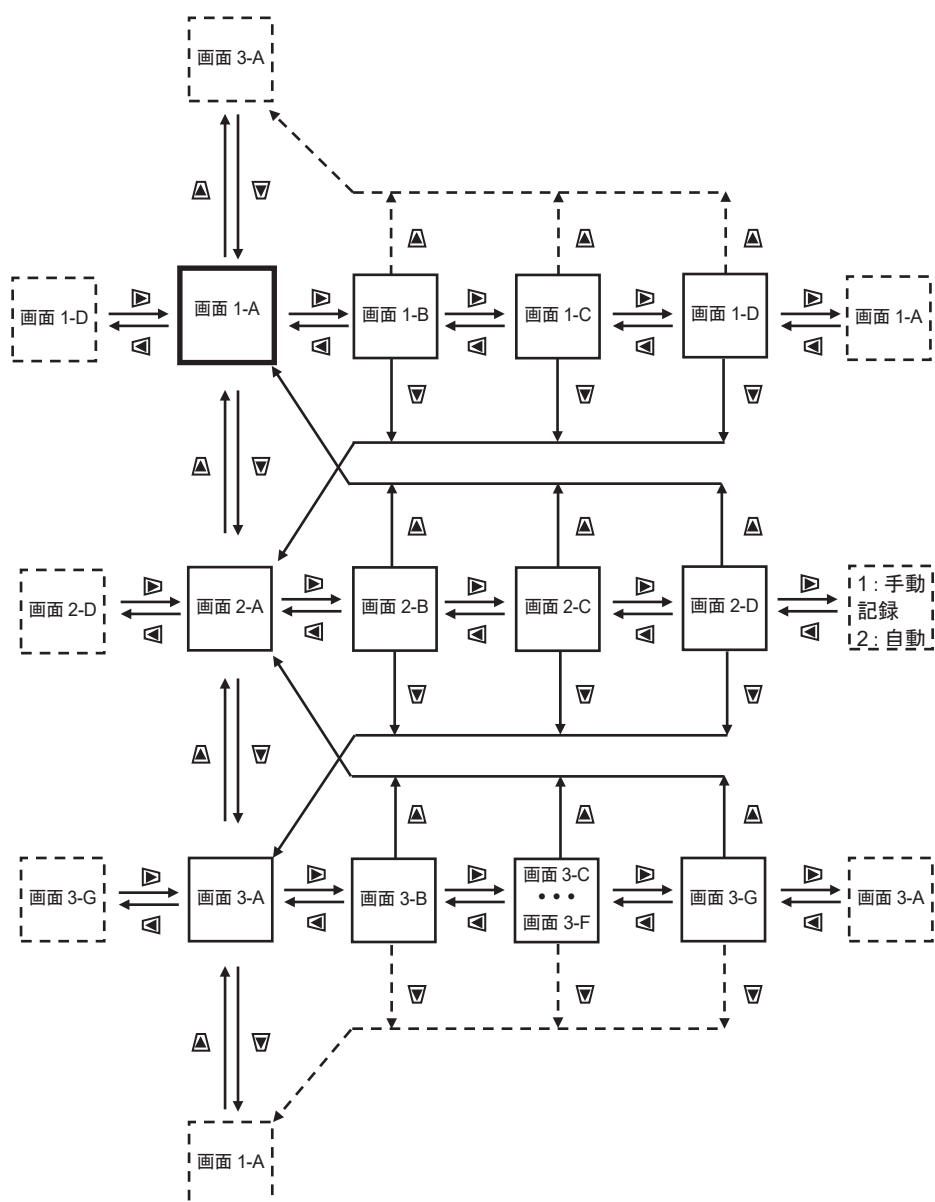 画面 3-A
画面 1-D
画面 1-A
画面 1-B
画面 1-C
画面 1-D
画面 1-A
画面 2-D
画面 2-A
画面 2-B
画面 2-C
画面 2-D
1 : 手動
記録
2 : 自動
画面 3-G
画面 3-A
画面 3-B
画面 3-C
•••
画面 3-F
画面 3-G
画面 3-A
画面 1-A